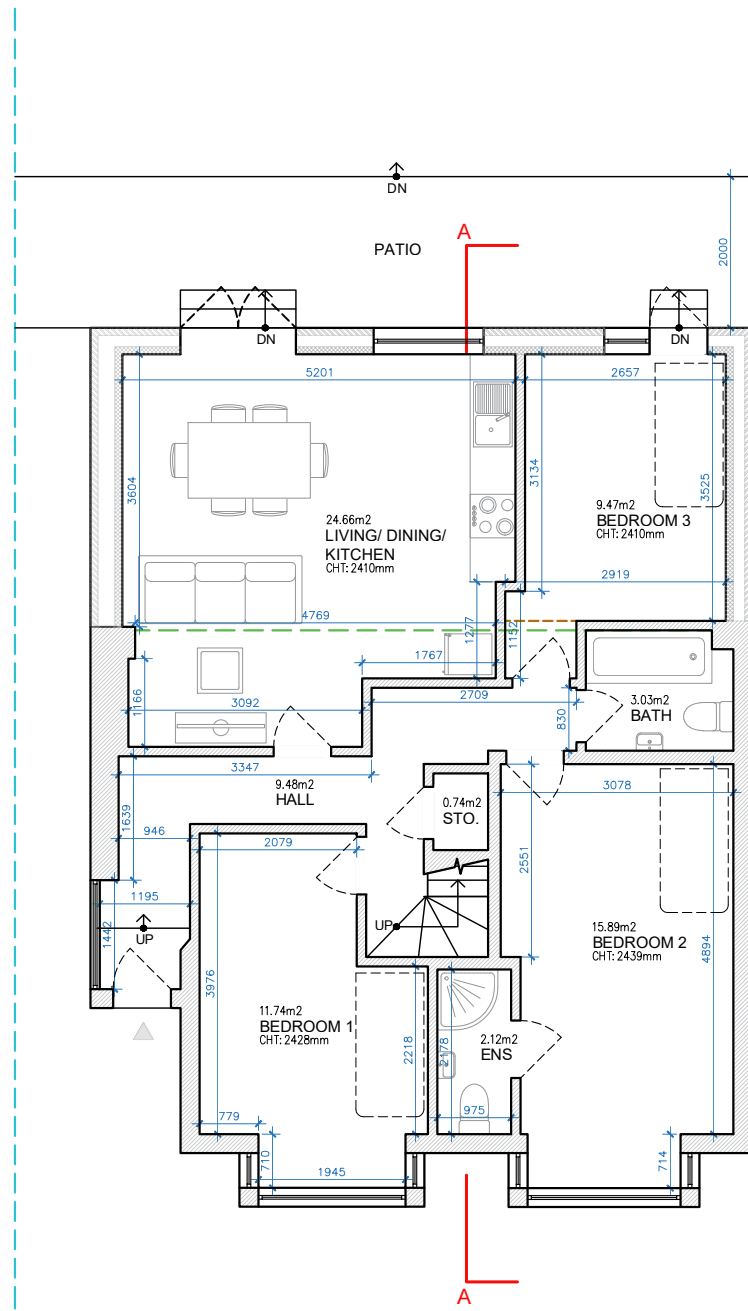 DN
A
PATIO
2000
DN
DN
5201
2657
3604
3134
3525
24.66m2
LIVING/ DINING/
KITCHEN
CHT: 2410mm
9.47m2
BEDROOM 3
CHT: 2410mm
2919
4769
1277
1152
1767
1166
3092
2709
830
3.03m2
BATH
3347
9.48m2
HALL
0.74m2
STO.
3078
1639
946
2079
2551
1195
1442
UP
UP
15.89m2
BEDROOM 2
CHT: 2439mm
4894
3976
11.74m2
BEDROOM 1
CHT: 2428mm
2218
2178
2.12m2
ENS
779
975
710
1945
714
A